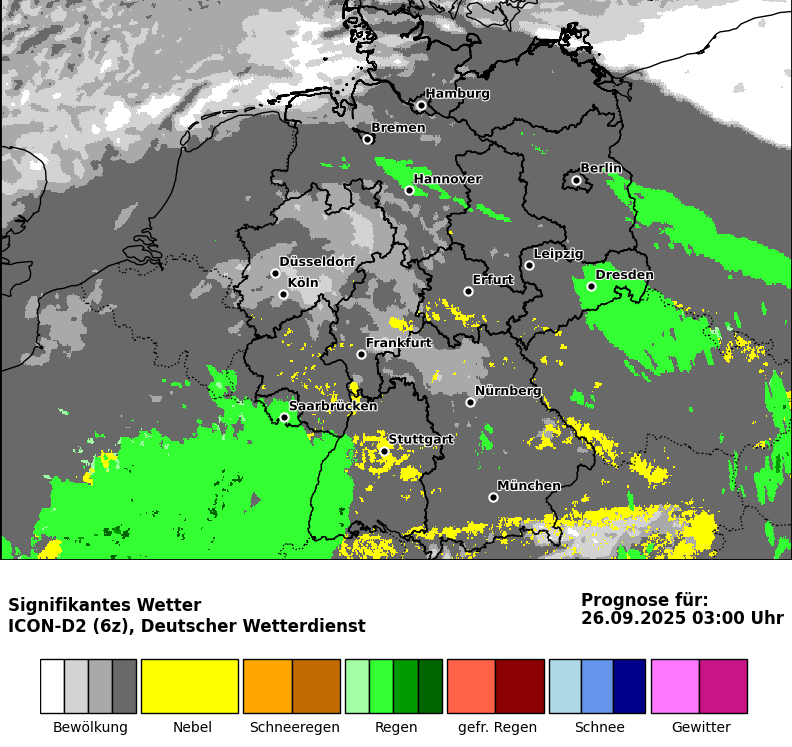 Hamburg
Bremen
Berlin
Hannover
Düsseldorf
Leipzig
Köln
Erfurt
Dresden
Frankfurt
Nürnberg
Saarbrücken
Stuttgart
München
Signifikantes Wetter
ICON-D2 (6z), Deutscher Wetterdienst
Prognose für:
26.09.2025 03:00 Uhr
Bewölkung
Nebel
Schneeregen
Regen
gefr. Regen
Schnee
Gewitter